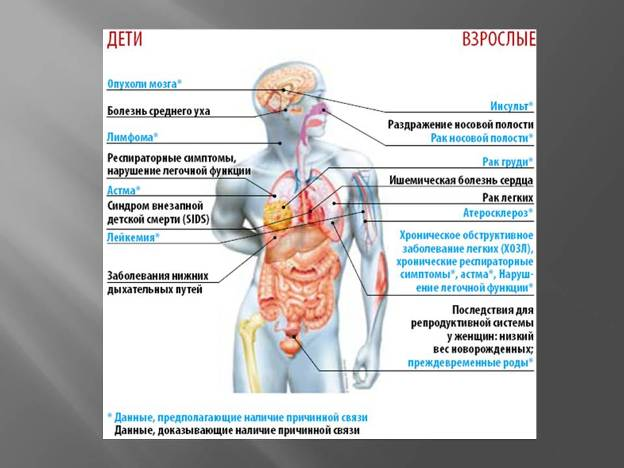 ДЕТИ
ВЗРОСЛЫЕ
Опухоли мозга*
Болезнь среднего уха
Лимфома*
Респираторные симптомы,
нарушение легочной функции
Астма*
Синдром внезапной
детской смерти (SIDS)
Лейкемия*
Заболевания нижних
дыхательных путей
Инсульт*
Раздражение носовой полости
Рак носовой полости*
Рак груди*
Ишемическая болезнь сердца
Рак легких
Атеросклероз*
Хроническое обструктивное
заболевание легких (ХОЗЛ),
хронические респираторные
симптомы*, астма*, Наруш-
ение легочной функции*
Последствия для
репродуктивной системы
у женщин: низкий
вес новорожденных;
преждевременные роды*
* Данные, предполагающие наличие причинной связи
Данные, доказывающие наличие причинной связи